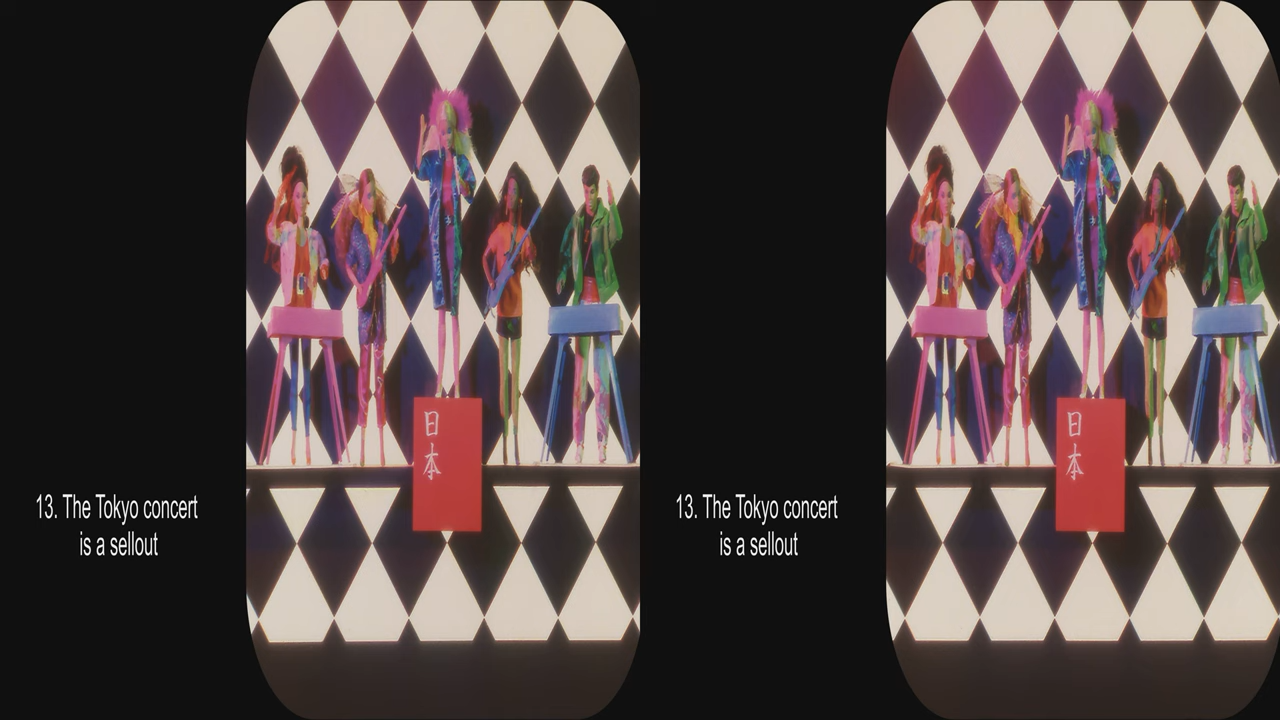 13. The Tokyo concert
is a sellout
日本
13. The Tokyo concert
is a sellout
日本